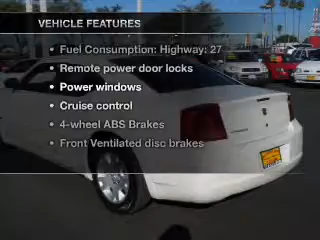 VEHICLE FEATURES
Fuel Consumption: Highway: 27
Remote power door locks
Power windows
Cruise control
4-wheel ABS Brakes
Front Ventilated disc brakes